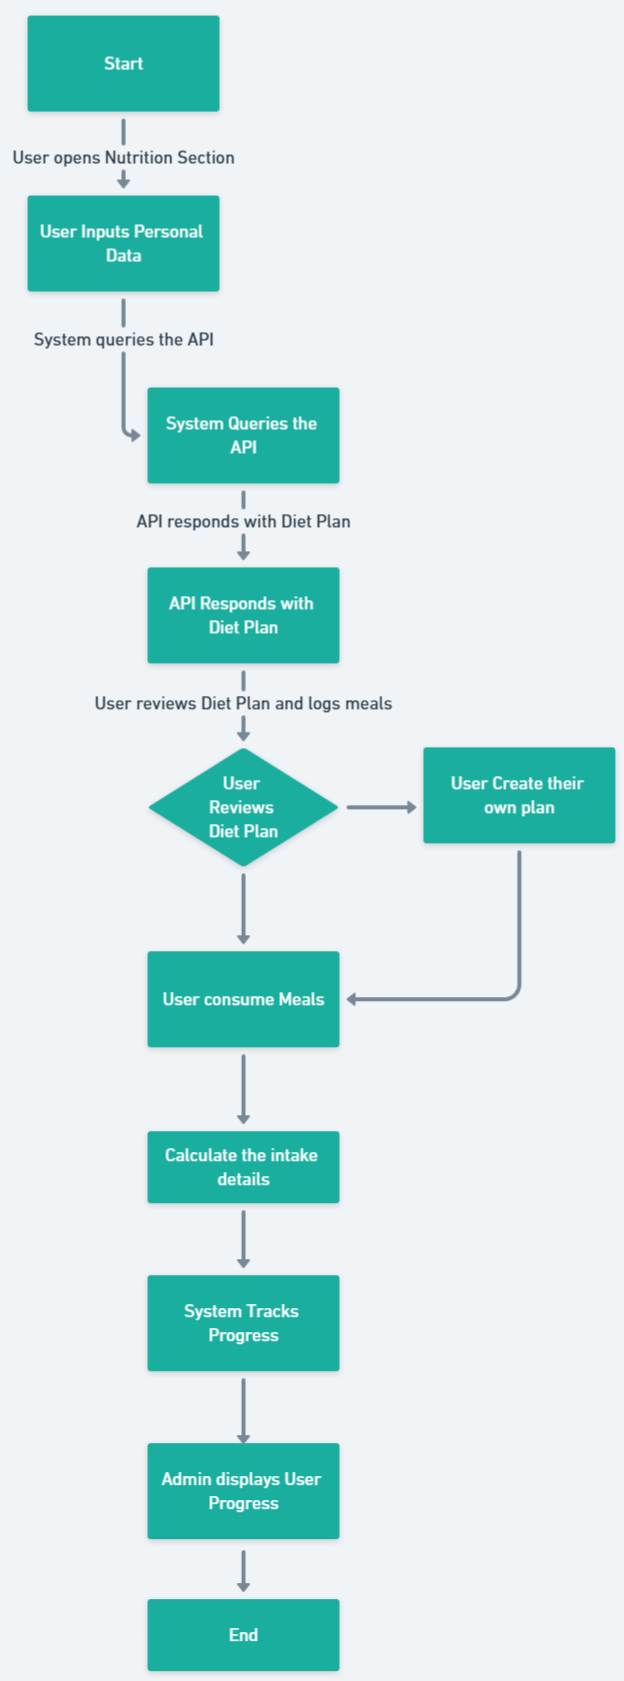 Start
User opens Nutrition Section
User Inputs Personal
Data
System queries the API
System Queries the
API
API responds with Diet Plan
API Responds with
Diet Plan
User reviews Diet Plan and logs meals
User
Reviews
Diet Plan
User Create their
own plan
User consume Meals
Calculate the intake
details
System Tracks
Progress
Admin displays User
Progress
End